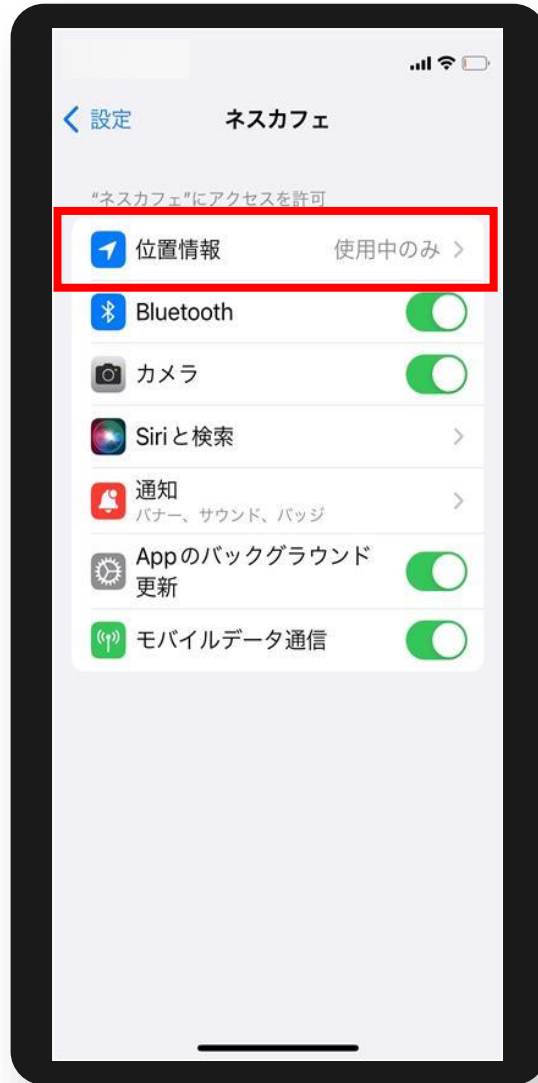 設定
ネスカフェ
“ネスカフェ”にアクセスを許可
位置情報 使用中のみ
Bluetooth
カメラ
Siriと検索
通知
バナー、サウンド、バッジ
Appのバックグラウンド
更新
モバイルデータ通信